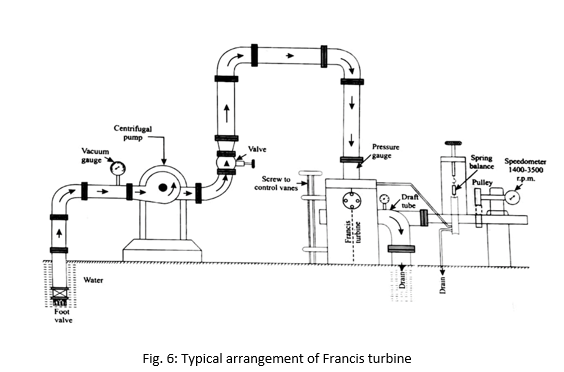 Centrifugal
pump
Vacuum
gauge
Valve
Pressure
gauge
Screw to
control vanes
Spring
balance
Speedometer
1400-3500
r.p.m.
Pulley
Draft
tube
Francis
turbine
Water
Foot
valve
Drain
Drain
Fig. 6: Typical arrangement of Francis turbine